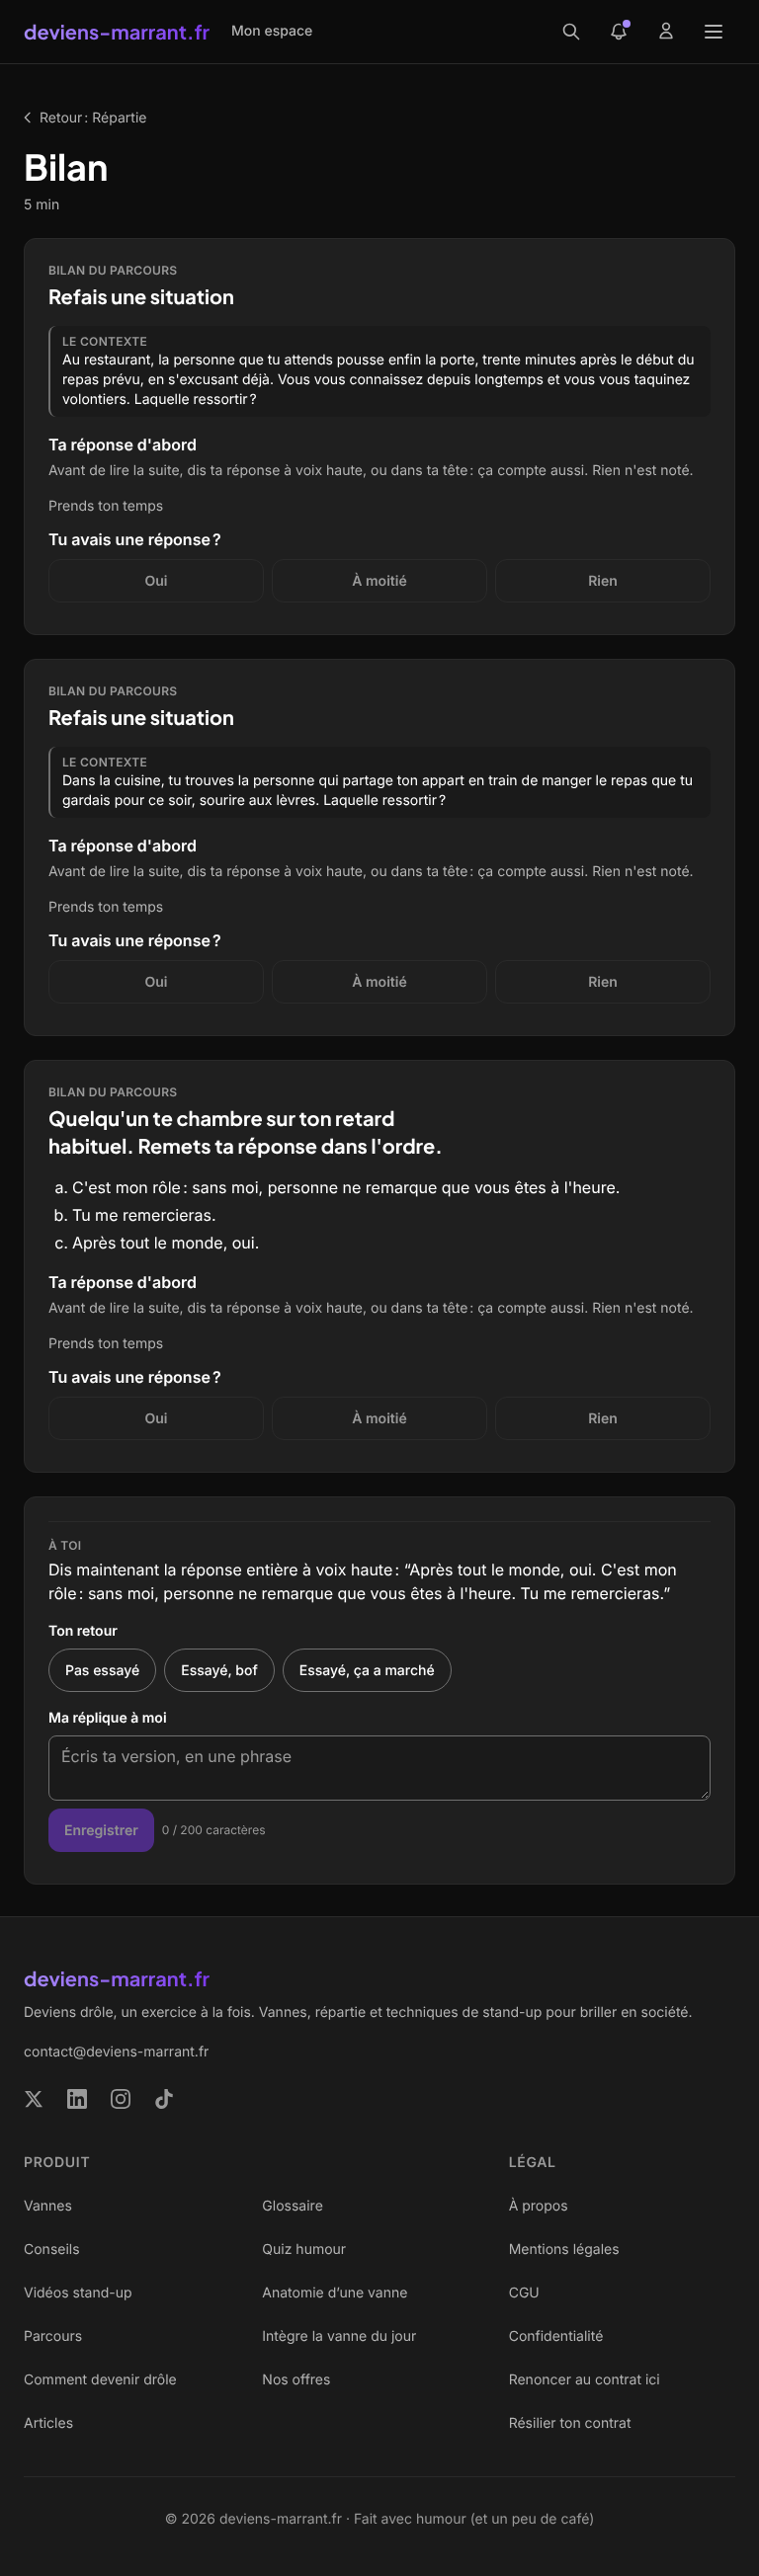 deviens-marrant.fr
Mon espace
Retour : Répartie
Bilan
5 min
BILAN DU PARCOURS
Refais une situation
LE CONTEXTE
Au restaurant, la personne que tu attends pousse enfin la porte, trente minutes après le début du
repas prévu, en s'excusant déjà. Vous vous connaissez depuis longtemps et vous vous taquinez
volontiers. Laquelle ressortir ?
Ta réponse d'abord
Avant de lire la suite, dis ta réponse à voix haute, ou dans ta tête : ça compte aussi. Rien n'est noté.
Prends ton temps
Tu avais une réponse ?
Oui
À moitié
Rien
BILAN DU PARCOURS
Refais une situation
LE CONTEXTE
Dans la cuisine, tu trouves la personne qui partage ton appart en train de manger le repas que tu
gardais pour ce soir, sourire aux lèvres. Laquelle ressortir ?
Ta réponse d'abord
Avant de lire la suite, dis ta réponse à voix haute, ou dans ta tête : ça compte aussi. Rien n'est noté.
Prends ton temps
Tu avais une réponse ?
Oui
À moitié
Rien
BILAN DU PARCOURS
Quelqu'un te chambre sur ton retard
habituel. Remets ta réponse dans l'ordre.
a. C'est mon rôle : sans moi, personne ne remarque que vous êtes à l'heure.
b. Tu me remercieras.
c. Après tout le monde, oui.
Ta réponse d'abord
Avant de lire la suite, dis ta réponse à voix haute, ou dans ta tête : ça compte aussi. Rien n'est noté.
Prends ton temps
Tu avais une réponse ?
Oui
À moitié
Rien
À TOI
Dis maintenant la réponse entière à voix haute : “Après tout le monde, oui. C'est mon
rôle : sans moi, personne ne remarque que vous êtes à l'heure. Tu me remercieras.”
Ton retour
Pas essayé
Essayé, bof
Essayé, ça a marché
Ma réplique à moi
Écris ta version, en une phrase
Enregistrer
0 / 200 caractères
deviens-marrant.fr
Deviens drôle, un exercice à la fois. Vannes, répartie et techniques de stand-up pour briller en société.
contact@deviens-marrant.fr
PRODUIT
LÉGAL
Vannes
Glossaire
À propos
Conseils
Quiz humour
Mentions légales
Vidéos stand-up
Anatomie d’une vanne
CGU
Parcours
Intègre la vanne du jour
Confidentialité
Comment devenir drôle
Nos offres
Renoncer au contrat ici
Articles
Résilier ton contrat
© 2026 deviens-marrant.fr · Fait avec humour (et un peu de café)